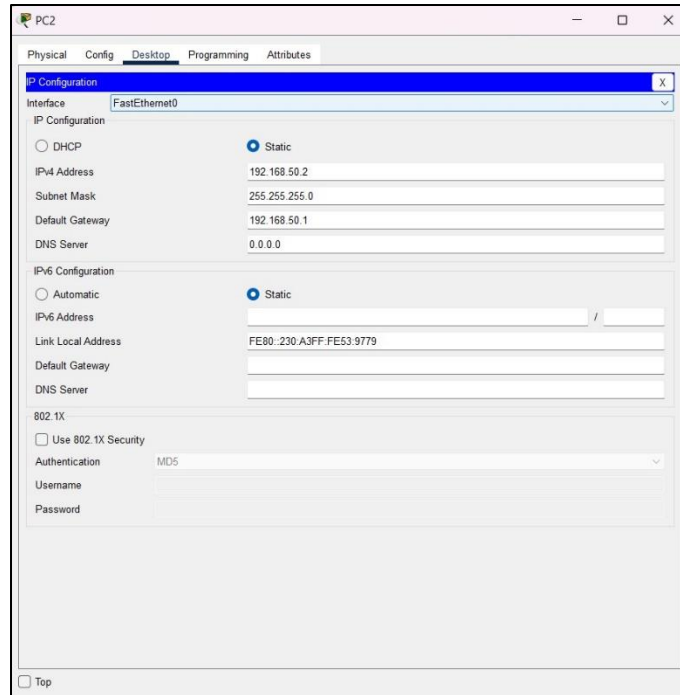 PC2
Physical Config Desktop Programming Attributes
IP Configuration X
Interface FastEthernet0
IP Configuration
DHCP Static
IPv4 Address 192.168.50.2
Subnet Mask 255.255.255.0
Default Gateway 192.168.50.1
DNS Server 0.0.0.0
IPv6 Configuration
Automatic Static
IPv6 Address /
Link Local Address FE80::230:A3FF:FE53:9779
Default Gateway
DNS Server
802.1X
Use 802.1X Security
Authentication MD5
Username
Password
Top